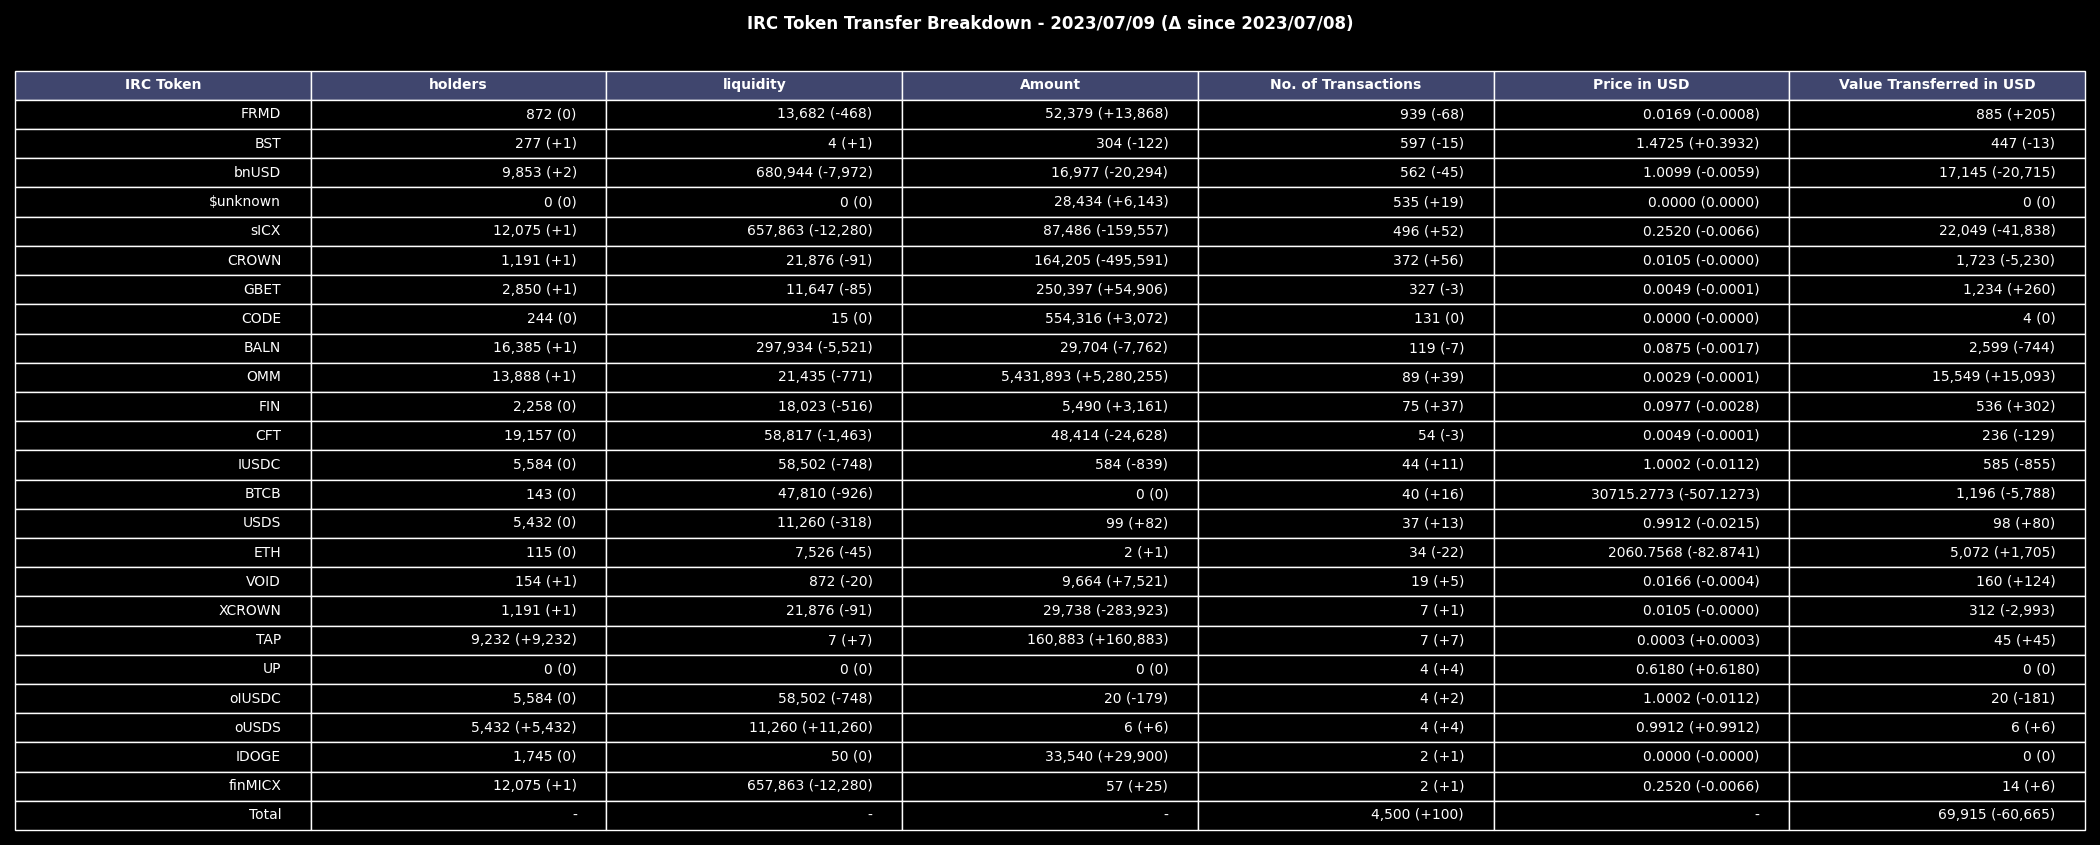 IRC Token Transfer Breakdown - 2023/07/09 (Δ since 2023/07/08)
IRC Token holders liquidity Amount No. of Transactions Price in USD Value Transferred in USD
FRMD 872 (0) 13,682 (-468) 52,379 (+13,868) 939 (-68) 0.0169 (-0.0008) 885 (+205)
BST 277 (+1) 4 (+1) 304 (-122) 597 (-15) 1.4725 (+0.3932) 447 (-13)
bnUSD 9,853 (+2) 680,944 (-7,972) 16,977 (-20,294) 562 (-45) 1.0099 (-0.0059) 17,145 (-20,715)
$unknown 0 (0) 0 (0) 28,434 (+6,143) 535 (+19) 0.0000 (0.0000) 0 (0)
sICX 12,075 (+1) 657,863 (-12,280) 87,486 (-159,557) 496 (+52) 0.2520 (-0.0066) 22,049 (-41,838)
CROWN 1,191 (+1) 21,876 (-91) 164,205 (-495,591) 372 (+56) 0.0105 (-0.0000) 1,723 (-5,230)
GBET 2,850 (+1) 11,647 (-85) 250,397 (+54,906) 327 (-3) 0.0049 (-0.0001) 1,234 (+260)
CODE 244 (0) 15 (0) 554,316 (+3,072) 131 (0) 0.0000 (-0.0000) 4 (0)
BALN 16,385 (+1) 297,934 (-5,521) 29,704 (-7,762) 119 (-7) 0.0875 (-0.0017) 2,599 (-744)
OMM 13,888 (+1) 21,435 (-771) 5,431,893 (+5,280,255) 89 (+39) 0.0029 (-0.0001) 15,549 (+15,093)
FIN 2,258 (0) 18,023 (-516) 5,490 (+3,161) 75 (+37) 0.0977 (-0.0028) 536 (+302)
CFT 19,157 (0) 58,817 (-1,463) 48,414 (-24,628) 54 (-3) 0.0049 (-0.0001) 236 (-129)
IUSDC 5,584 (0) 58,502 (-748) 584 (-839) 44 (+11) 1.0002 (-0.0112) 585 (-855)
BTCB 143 (0) 47,810 (-926) 0 (0) 40 (+16) 30715.2773 (-507.1273) 1,196 (-5,788)
USDS 5,432 (0) 11,260 (-318) 99 (+82) 37 (+13) 0.9912 (-0.0215) 98 (+80)
ETH 115 (0) 7,526 (-45) 2 (+1) 34 (-22) 2060.7568 (-82.8741) 5,072 (+1,705)
VOID 154 (+1) 872 (-20) 9,664 (+7,521) 19 (+5) 0.0166 (-0.0004) 160 (+124)
XCROWN 1,191 (+1) 21,876 (-91) 29,738 (-283,923) 7 (+1) 0.0105 (-0.0000) 312 (-2,993)
TAP 9,232 (+9,232) 7 (+7) 160,883 (+160,883) 7 (+7) 0.0003 (+0.0003) 45 (+45)
UP 0 (0) 0 (0) 0 (0) 4 (+4) 0.6180 (+0.6180) 0 (0)
oIUSDC 5,584 (0) 58,502 (-748) 20 (-179) 4 (+2) 1.0002 (-0.0112) 20 (-181)
oUSDS 5,432 (+5,432) 11,260 (+11,260) 6 (+6) 4 (+4) 0.9912 (+0.9912) 6 (+6)
IDOGE 1,745 (0) 50 (0) 33,540 (+29,900) 2 (+1) 0.0000 (-0.0000) 0 (0)
finMICX 12,075 (+1) 657,863 (-12,280) 57 (+25) 2 (+1) 0.2520 (-0.0066) 14 (+6)
Total - - - 4,500 (+100) - 69,915 (-60,665)